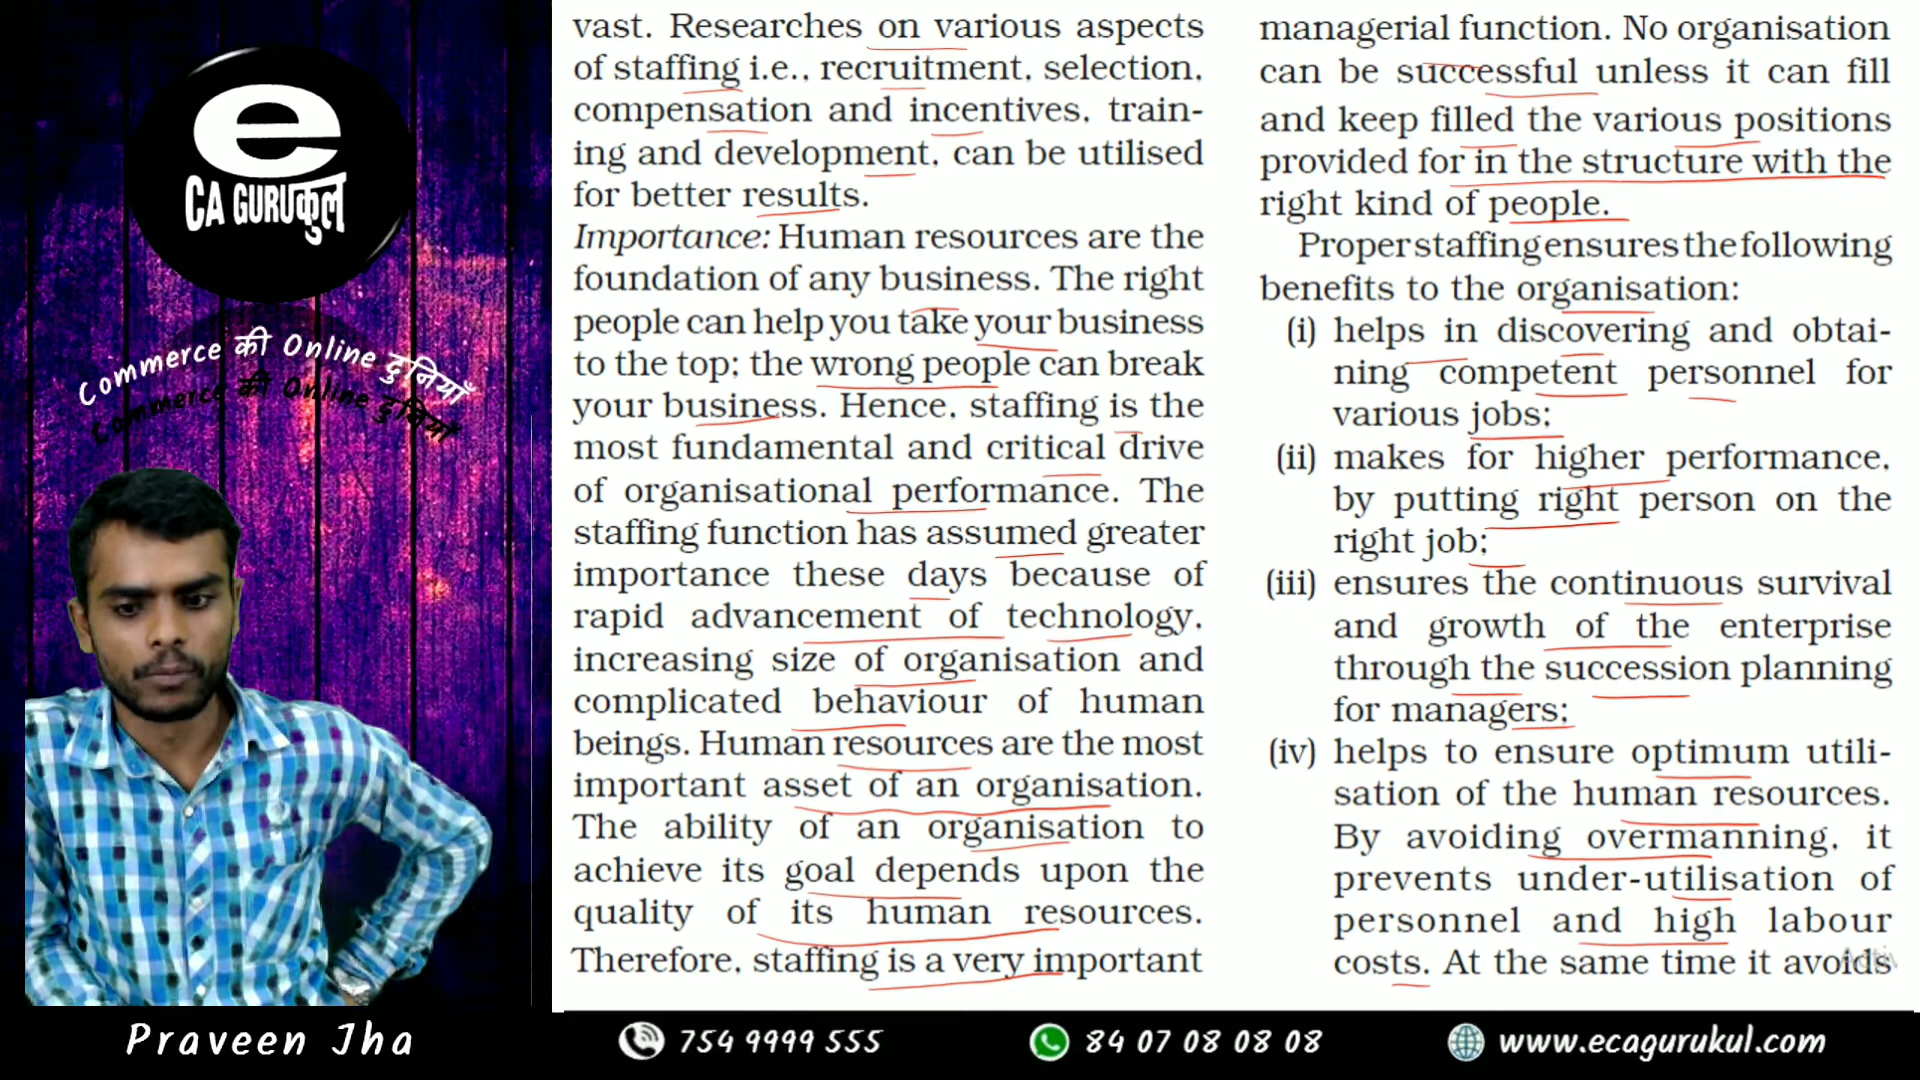 e
CA GURUकुल
Commerce की Online दुनियाँ
Commerce की Online दुनियाँ
vast. Researches on various aspects
of staffing i.e., recruitment, selection,
compensation and incentives, train-
ing and development, can be utilised
for better results.
Importance: Human resources are the
foundation of any business. The right
people can help you take your business
to the top; the wrong people can break
your business. Hence, staffing is the
most fundamental and critical drive
of organisational performance. The
staffing function has assumed greater
importance these days because of
rapid advancement of technology,
increasing size of organisation and
complicated behaviour of human
beings. Human resources are the most
important asset of an organisation.
The ability of an organisation to
achieve its goal depends upon the
quality of its human resources.
Therefore, staffing is a very important
managerial function. No organisation
can be successful unless it can fill
and keep filled the various positions
provided for in the structure with the
right kind of people.
Proper staffing ensures the following
benefits to the organisation:
(i) helps in discovering and obtai-
ning competent personnel for
various jobs;
(ii) makes for higher performance,
by putting right person on the
right job;
(iii) ensures the continuous survival
and growth of the enterprise
through the succession planning
for managers;
(iv) helps to ensure optimum utili-
sation of the human resources.
By avoiding overmanning, it
prevents under-utilisation of
personnel and high labour
costs. At the same time it avoids
Praveen Jha
754 9999 555
84 07 08 08 08
www.ecagurukul.com